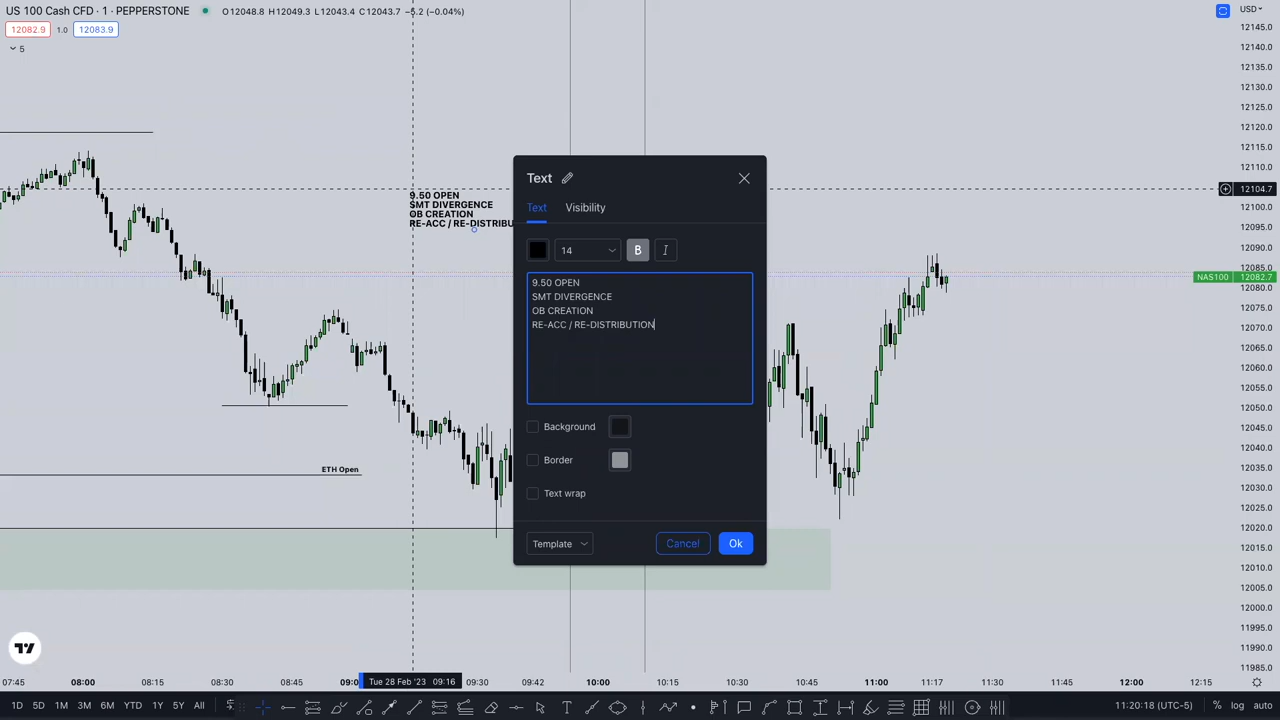 US 100 Cash CFD · 1 · PEPPERSTONE O12048.8 H12049.3 L12043.4 C12043.7 −5.2 (−0.04%)
USD
12082.9 1.0 12083.9
5
12145.0
12140.0
12135.0
12130.0
12125.0
12120.0
12115.0
12110.0
12104.7
12100.0
12095.0
12090.0
12085.0
NAS100 12082.7
12080.0
12075.0
12070.0
12065.0
12060.0
12055.0
12050.0
12045.0
12040.0
12035.0
12030.0
12025.0
12020.0
12015.0
12010.0
12005.0
12000.0
11995.0
11990.0
11985.0
9.50 OPEN
SMT DIVERGENCE
OB CREATION
RE-ACC / RE-DISTRIBU
ETH Open
Text
Text Visibility
14 B I
9.50 OPEN
SMT DIVERGENCE
OB CREATION
RE-ACC / RE-DISTRIBUTION
Background
Border
Text wrap
Template Cancel Ok
07:45 08:00 08:15 08:30 08:45 09:0 Tue 28 Feb '23 09:16 09:30 09:42 10:00 10:15 10:30 10:45 11:00 11:17 11:30 11:45 12:00 12:15
1D 5D 1M 3M 6M YTD 1Y 5Y All 11:20:18 (UTC-5) % log auto